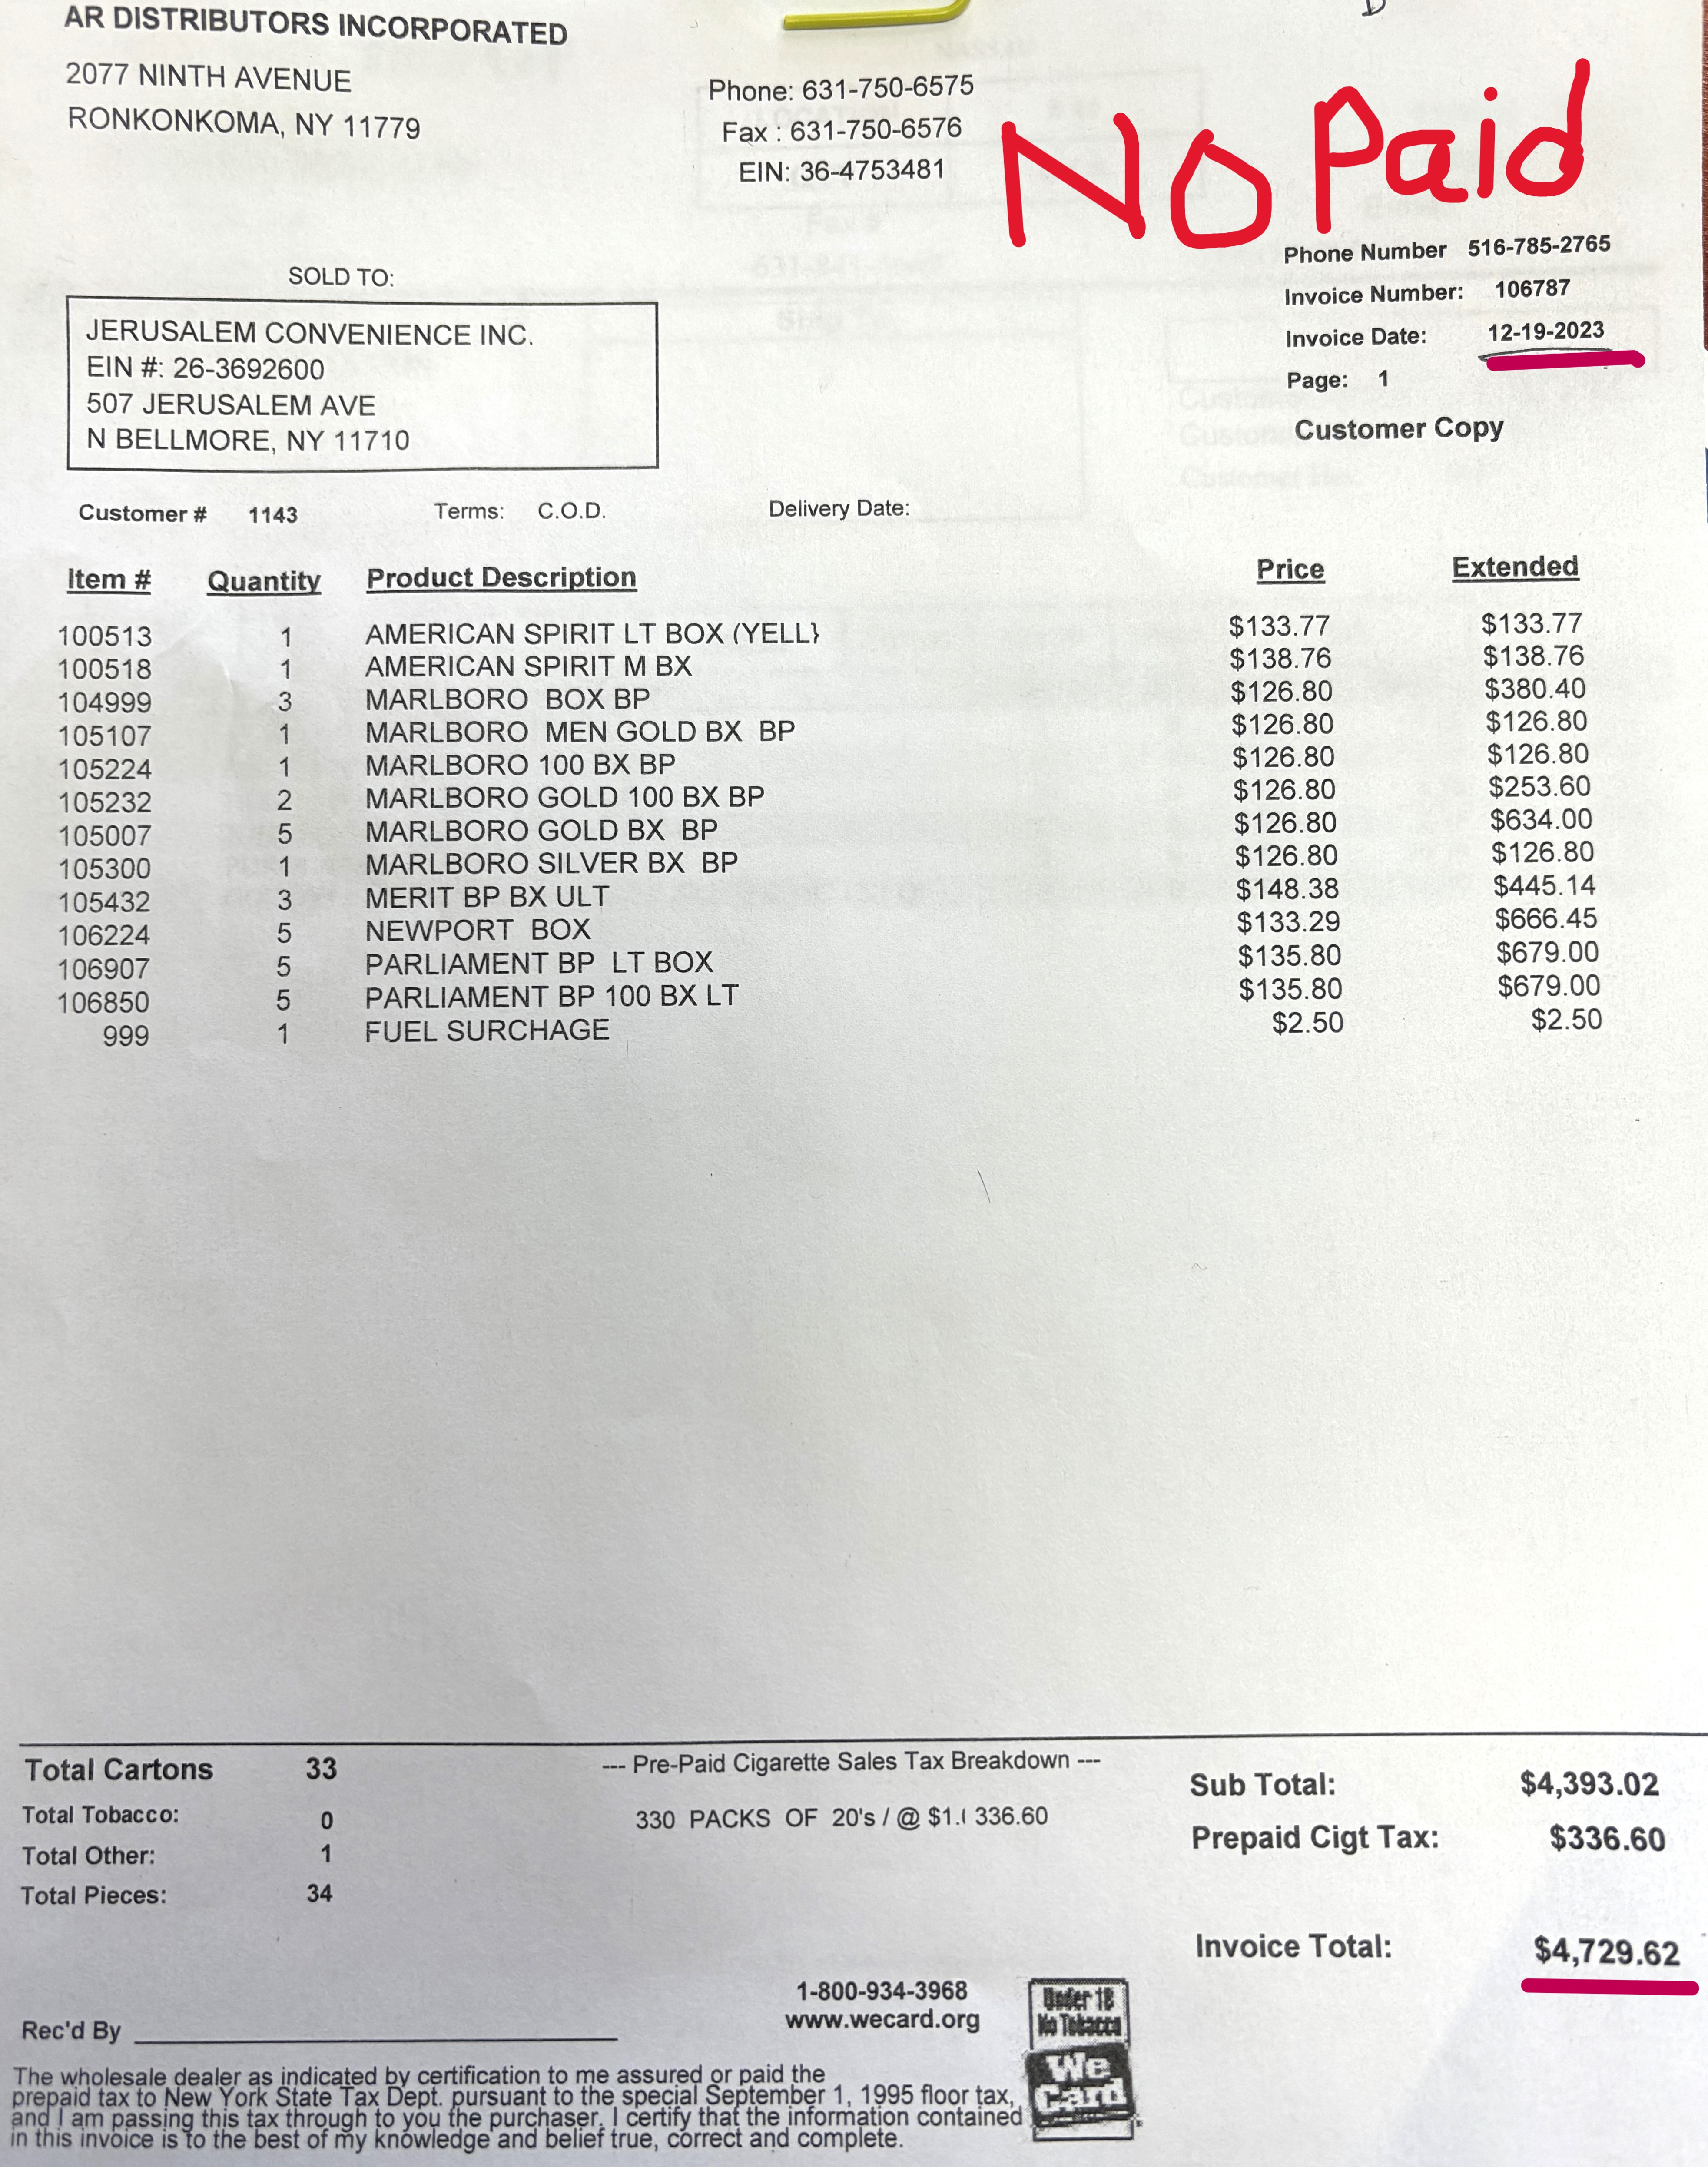 AR DISTRIBUTORS INCORPORATED
2077 NINTH AVENUE
RONKONKOMA, NY 11779
Phone: 631-750-6575
Fax : 631-750-6576
EIN: 36-4753481
No Paid
Phone Number 516-785-2765
Invoice Number: 106787
Invoice Date: 12-19-2023
Page: 1
Customer Copy
SOLD TO:
JERUSALEM CONVENIENCE INC.
EIN #: 26-3692600
507 JERUSALEM AVE
N BELLMORE, NY 11710
Customer # 1143 Terms: C.O.D. Delivery Date:
Item # Quantity Product Description Price Extended
100513 1 AMERICAN SPIRIT LT BOX (YELL} $133.77 $133.77
100518 1 AMERICAN SPIRIT M BX $138.76 $138.76
104999 3 MARLBORO BOX BP $126.80 $380.40
105107 1 MARLBORO MEN GOLD BX BP $126.80 $126.80
105224 1 MARLBORO 100 BX BP $126.80 $126.80
105232 2 MARLBORO GOLD 100 BX BP $126.80 $253.60
105007 5 MARLBORO GOLD BX BP $126.80 $634.00
105300 1 MARLBORO SILVER BX BP $126.80 $126.80
105432 3 MERIT BP BX ULT $148.38 $445.14
106224 5 NEWPORT BOX $133.29 $666.45
106907 5 PARLIAMENT BP LT BOX $135.80 $679.00
106850 5 PARLIAMENT BP 100 BX LT $135.80 $679.00
999 1 FUEL SURCHAGE $2.50 $2.50
Total Cartons 33
Total Tobacco: 0
Total Other: 1
Total Pieces: 34
--- Pre-Paid Cigarette Sales Tax Breakdown ---
330 PACKS OF 20's / @ $1.( 336.60
Sub Total: $4,393.02
Prepaid Cigt Tax: $336.60
Invoice Total: $4,729.62
Rec'd By
1-800-934-3968
www.wecard.org
Under 18
No Tobacco
We
Card
The wholesale dealer as indicated by certification to me assured or paid the
prepaid tax to New York State Tax Dept. pursuant to the special September 1, 1995 floor tax,
and I am passing this tax through to you the purchaser. I certify that the information contained
in this invoice is to the best of my knowledge and belief true, correct and complete.